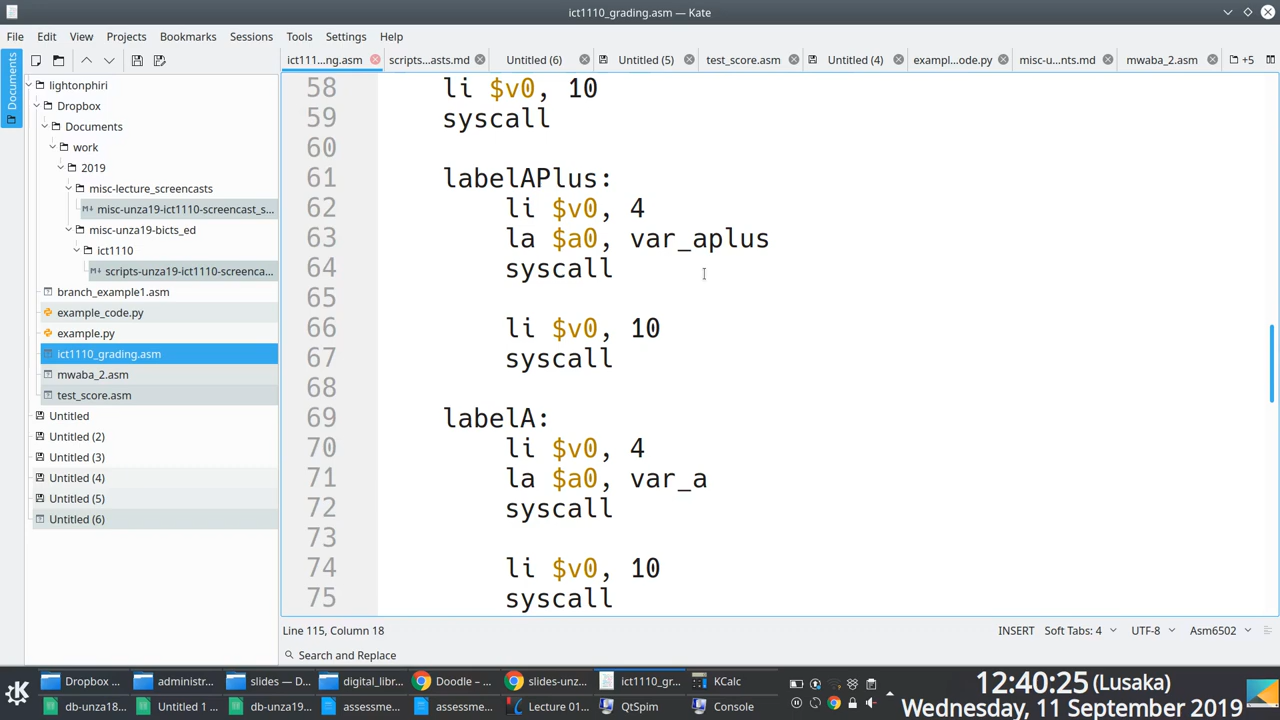 ict1110_grading.asm — Kate
File Edit View Projects Bookmarks Sessions Tools Settings Help
Documents
ict111...ng.asm scripts...asts.md Untitled (6) Untitled (5) test_score.asm Untitled (4) exampl...ode.py misc-u...nts.md mwaba_2.asm +5
lightonphiri
Dropbox
Documents
work
2019
misc-lecture_screencasts
misc-unza19-ict1110-screencast_s...
misc-unza19-bicts_ed
ict1110
scripts-unza19-ict1110-screenca...
branch_example1.asm
example_code.py
example.py
ict1110_grading.asm
mwaba_2.asm
test_score.asm
Untitled
Untitled (2)
Untitled (3)
Untitled (4)
Untitled (5)
Untitled (6)
58 li $v0, 10
59 syscall
60
61 labelAPlus:
62 li $v0, 4
63 la $a0, var_aplus
64 syscall
65
66 li $v0, 10
67 syscall
68
69 labelA:
70 li $v0, 4
71 la $a0, var_a
72 syscall
73
74 li $v0, 10
75 syscall
Line 115, Column 18 INSERT Soft Tabs: 4 UTF-8 Asm6502
Search and Replace
Dropbox ... administr... slides — D... digital_libr... Doodle – ... slides-unz... ict1110_gr... KCalc
db-unza18... Untitled 1 ... db-unza19... assessme... assessme... Lecture 01... QtSpim Console
12:40:25 (Lusaka)
Wednesday, 11 September 2019